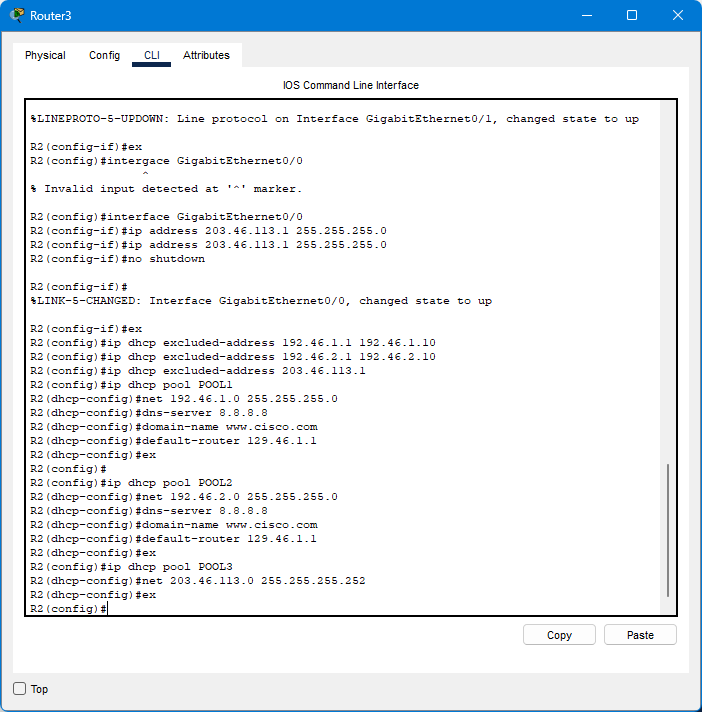 Router3
Physical Config CLI Attributes
IOS Command Line Interface
%LINEPROTO-5-UPDOWN: Line protocol on Interface GigabitEthernet0/1, changed state to up
R2(config-if)#ex
R2(config)#intergace GigabitEthernet0/0
^
% Invalid input detected at '^' marker.
R2(config)#interface GigabitEthernet0/0
R2(config-if)#ip address 203.46.113.1 255.255.255.0
R2(config-if)#ip address 203.46.113.1 255.255.255.0
R2(config-if)#no shutdown
R2(config-if)#
%LINK-5-CHANGED: Interface GigabitEthernet0/0, changed state to up
R2(config-if)#ex
R2(config)#ip dhcp excluded-address 192.46.1.1 192.46.1.10
R2(config)#ip dhcp excluded-address 192.46.2.1 192.46.2.10
R2(config)#ip dhcp excluded-address 203.46.113.1
R2(config)#ip dhcp pool POOL1
R2(dhcp-config)#net 192.46.1.0 255.255.255.0
R2(dhcp-config)#dns-server 8.8.8.8
R2(dhcp-config)#domain-name www.cisco.com
R2(dhcp-config)#default-router 129.46.1.1
R2(dhcp-config)#ex
R2(config)#
R2(config)#ip dhcp pool POOL2
R2(dhcp-config)#net 192.46.2.0 255.255.255.0
R2(dhcp-config)#dns-server 8.8.8.8
R2(dhcp-config)#domain-name www.cisco.com
R2(dhcp-config)#default-router 129.46.1.1
R2(dhcp-config)#ex
R2(config)#ip dhcp pool POOL3
R2(dhcp-config)#net 203.46.113.0 255.255.255.252
R2(dhcp-config)#ex
R2(config)#
Copy Paste
Top